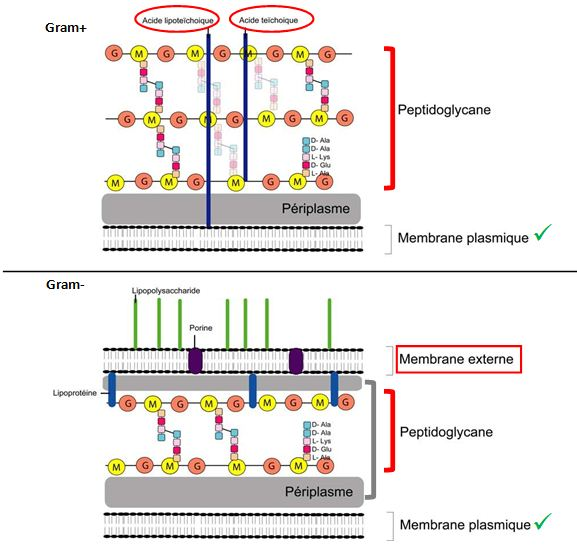 Gram+
Acide lipoteïchoique
Acide teïchoique
G M G M G M G M G
Peptidoglycane
G M G M G M G M G
D- Ala
D- Ala
L- Lys
D- Glu
L- Ala
M G M G M G M
Périplasme
Membrane plasmique
Gram-
Lipopolysaccharide
Porine
Membrane externe
Lipoprotéine
G M G M G M G M G
Peptidoglycane
D- Ala
D- Ala
L- Lys
D- Glu
L- Ala
M G M G M G M G
Périplasme
Membrane plasmique